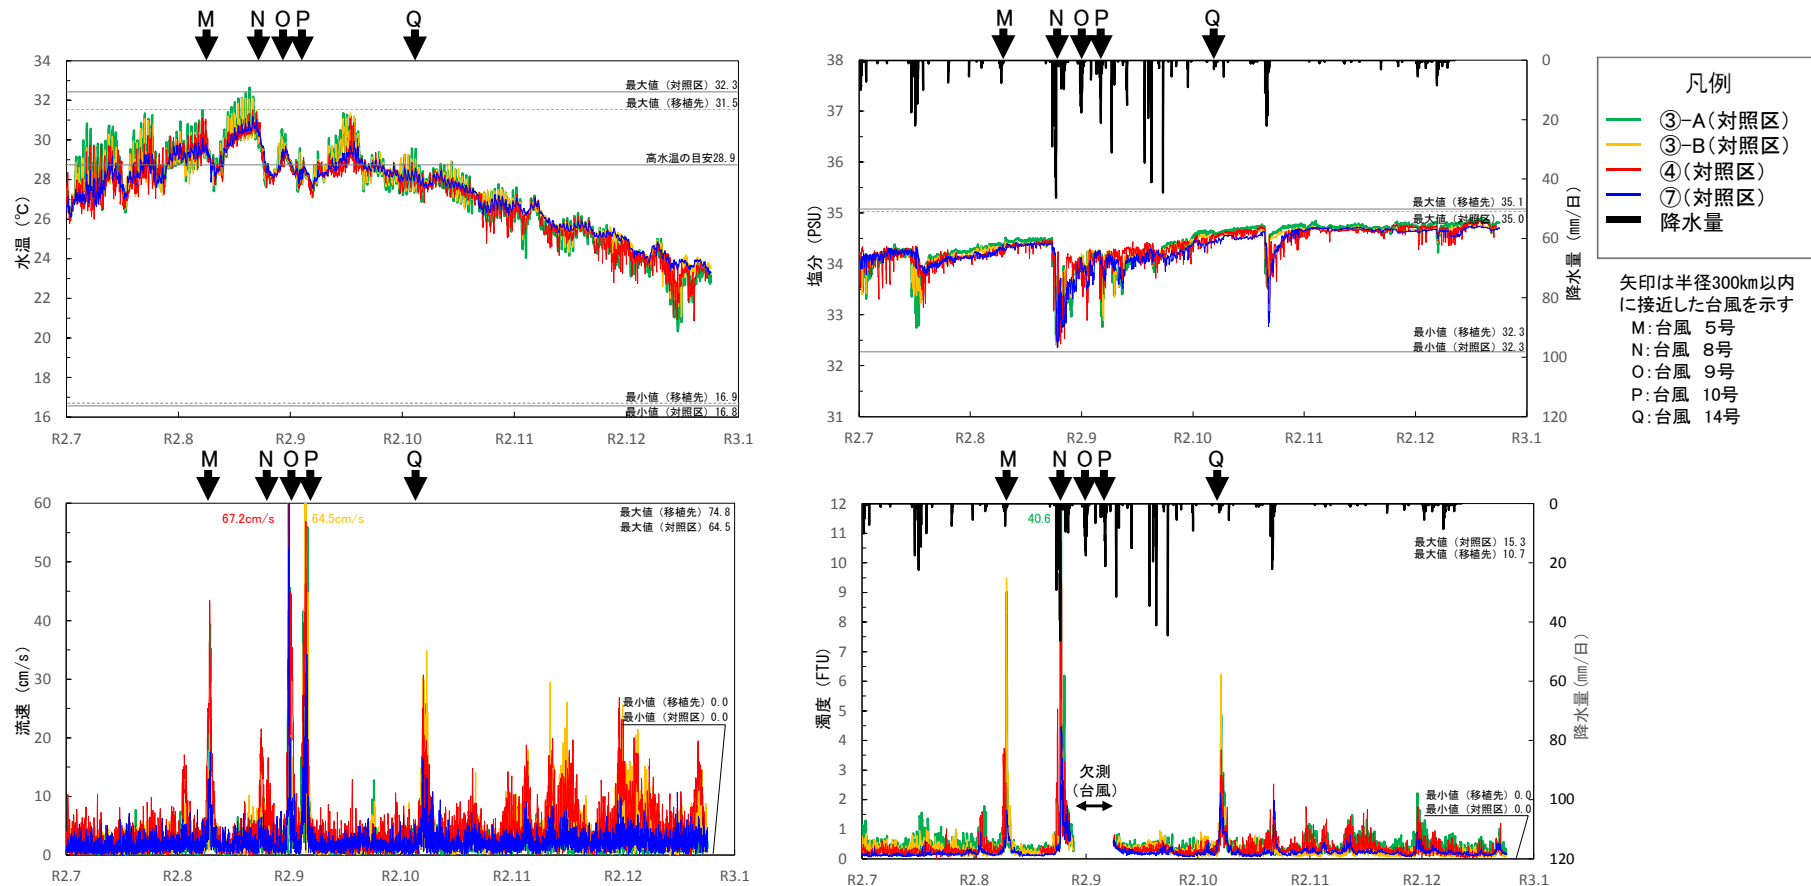 M N O P Q
34
32
30
28
26
24
22
20
18
16
水温 (℃)
最大値 (対照区) 32.3
最大値 (移植先) 31.5
高水温の目安28.9
最小値 (移植先) 16.9
最小値 (対照区) 16.8
R2.7 R2.8 R2.9 R2.10 R2.11 R2.12 R3.1
M N O P Q
38
37
36
35
34
33
32
31
塩分 (PSU)
0
20
40
60
80
100
120
降水量 (㎜/日)
最大値 (移植先) 35.1
最大値 (対照区) 35.0
最小値 (移植先) 32.3
最小値 (対照区) 32.3
R2.7 R2.8 R2.9 R2.10 R2.11 R2.12 R3.1
凡例
③-A(対照区)
③-B(対照区)
④(対照区)
⑦(対照区)
降水量
矢印は半径300km以内
に接近した台風を示す
M:台風 5号
N:台風 8号
O:台風 9号
P:台風 10号
Q:台風 14号
M N O P Q
60
50
40
30
20
10
0
流速 (cm/s)
67.2cm/s 64.5cm/s
最大値 (移植先) 74.8
最大値 (対照区) 64.5
最小値 (移植先) 0.0
最小値 (対照区) 0.0
R2.7 R2.8 R2.9 R2.10 R2.11 R2.12 R3.1
M N O P Q
12
11
10
9
8
7
6
5
4
3
2
1
0
濁度 (FTU)
0
20
40
60
80
100
120
降水量(㎜/日)
40.6
最大値 (対照区) 15.3
最大値 (移植先) 10.7
欠測
(台風)
最小値 (移植先) 0.0
最小値 (対照区) 0.0
R2.7 R2.8 R2.9 R2.10 R2.11 R2.12 R3.1